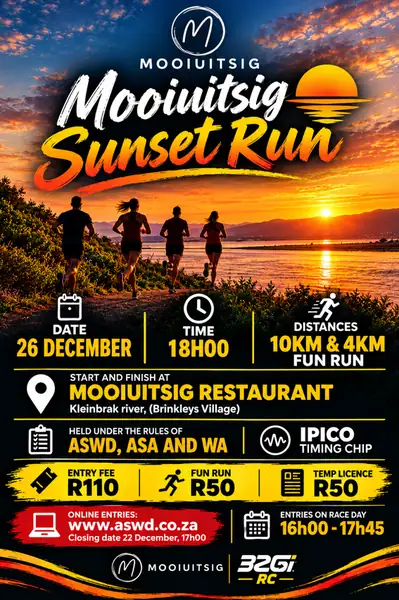 M
MOOIUITSIG
Mooiuitsig
Sunset Run
DATE
26 DECEMBER
TIME
18H00
DISTANCES
10KM & 4KM
FUN RUN
START AND FINISH AT
MOOIUITSIG RESTAURANT
Kleinbrak river, (Brinkleys Village)
HELD UNDER THE RULES OF
ASWD, ASA AND WA
IPICO
TIMING CHIP
ENTRY FEE
R110
FUN RUN
R50
TEMP LICENCE
R50
ONLINE ENTRIES:
www.aswd.co.za
Closing date 22 December, 17h00
ENTRIES ON RACE DAY
16h00 - 17h45
M MOOIUITSIG
32Gi
RC